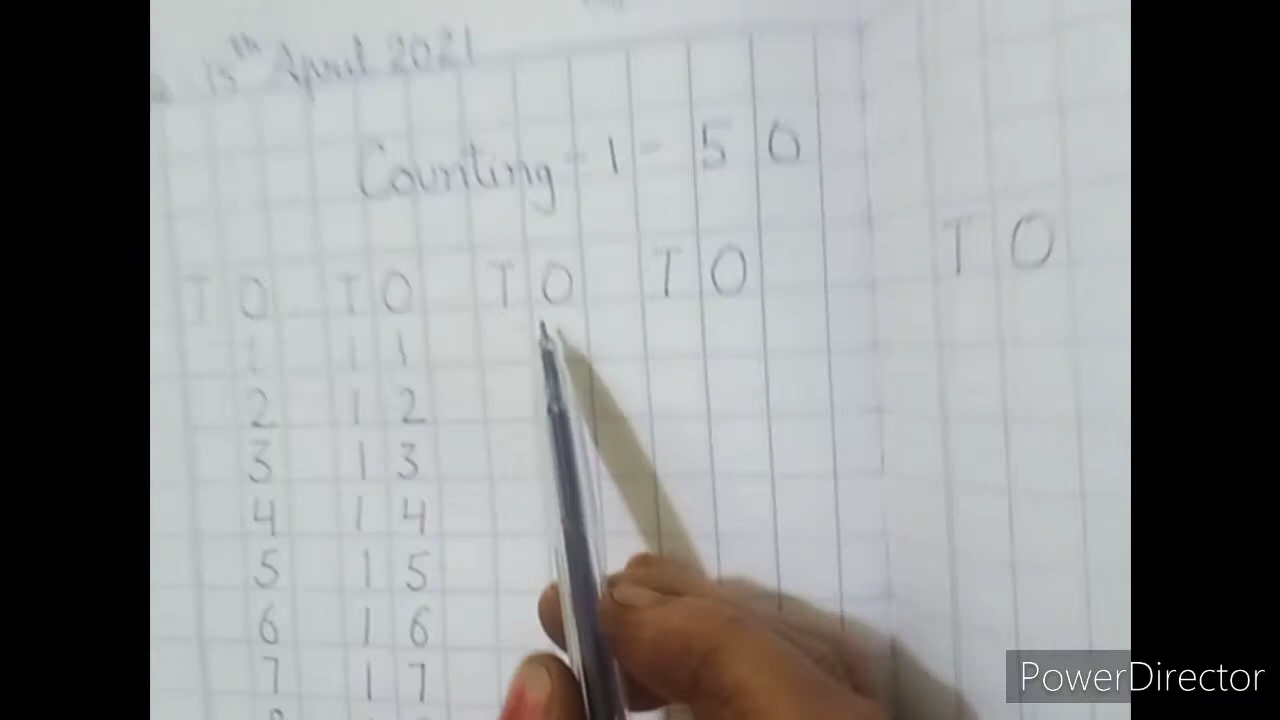 15th April 2021
Counting - 1 - 50
T O T O T O T O T O
1 1 1
2 1 2
3 1 3
4 1 4
5 1 5
6 1 6
7 1 7
PowerDirector